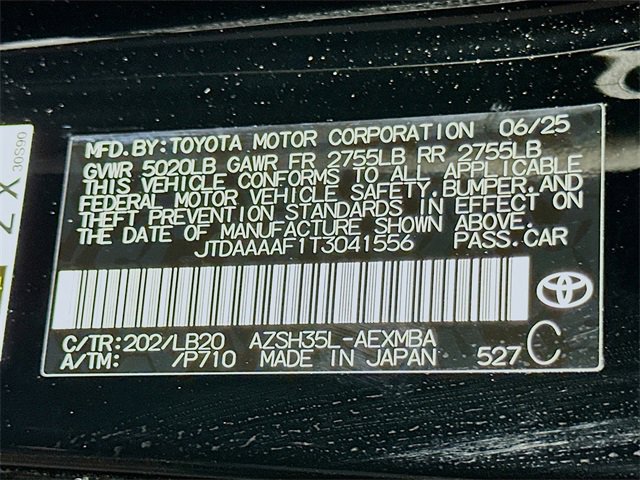 MFD. BY: TOYOTA MOTOR CORPORATION 06/25
GVWR 5020LB GAWR FR 2755LB RR 2755LB
THIS VEHICLE CONFORMS TO ALL APPLICABLE
FEDERAL MOTOR VEHICLE SAFETY, BUMPER, AND
THEFT PREVENTION STANDARDS IN EFFECT ON
THE DATE OF MANUFACTURE SHOWN ABOVE.
JTDAAAAF1T3041556 PASS.CAR
C/TR:202/LB20 AZSH35L-AEXMBA
A/TM: /P710 MADE IN JAPAN 527 C
30S90